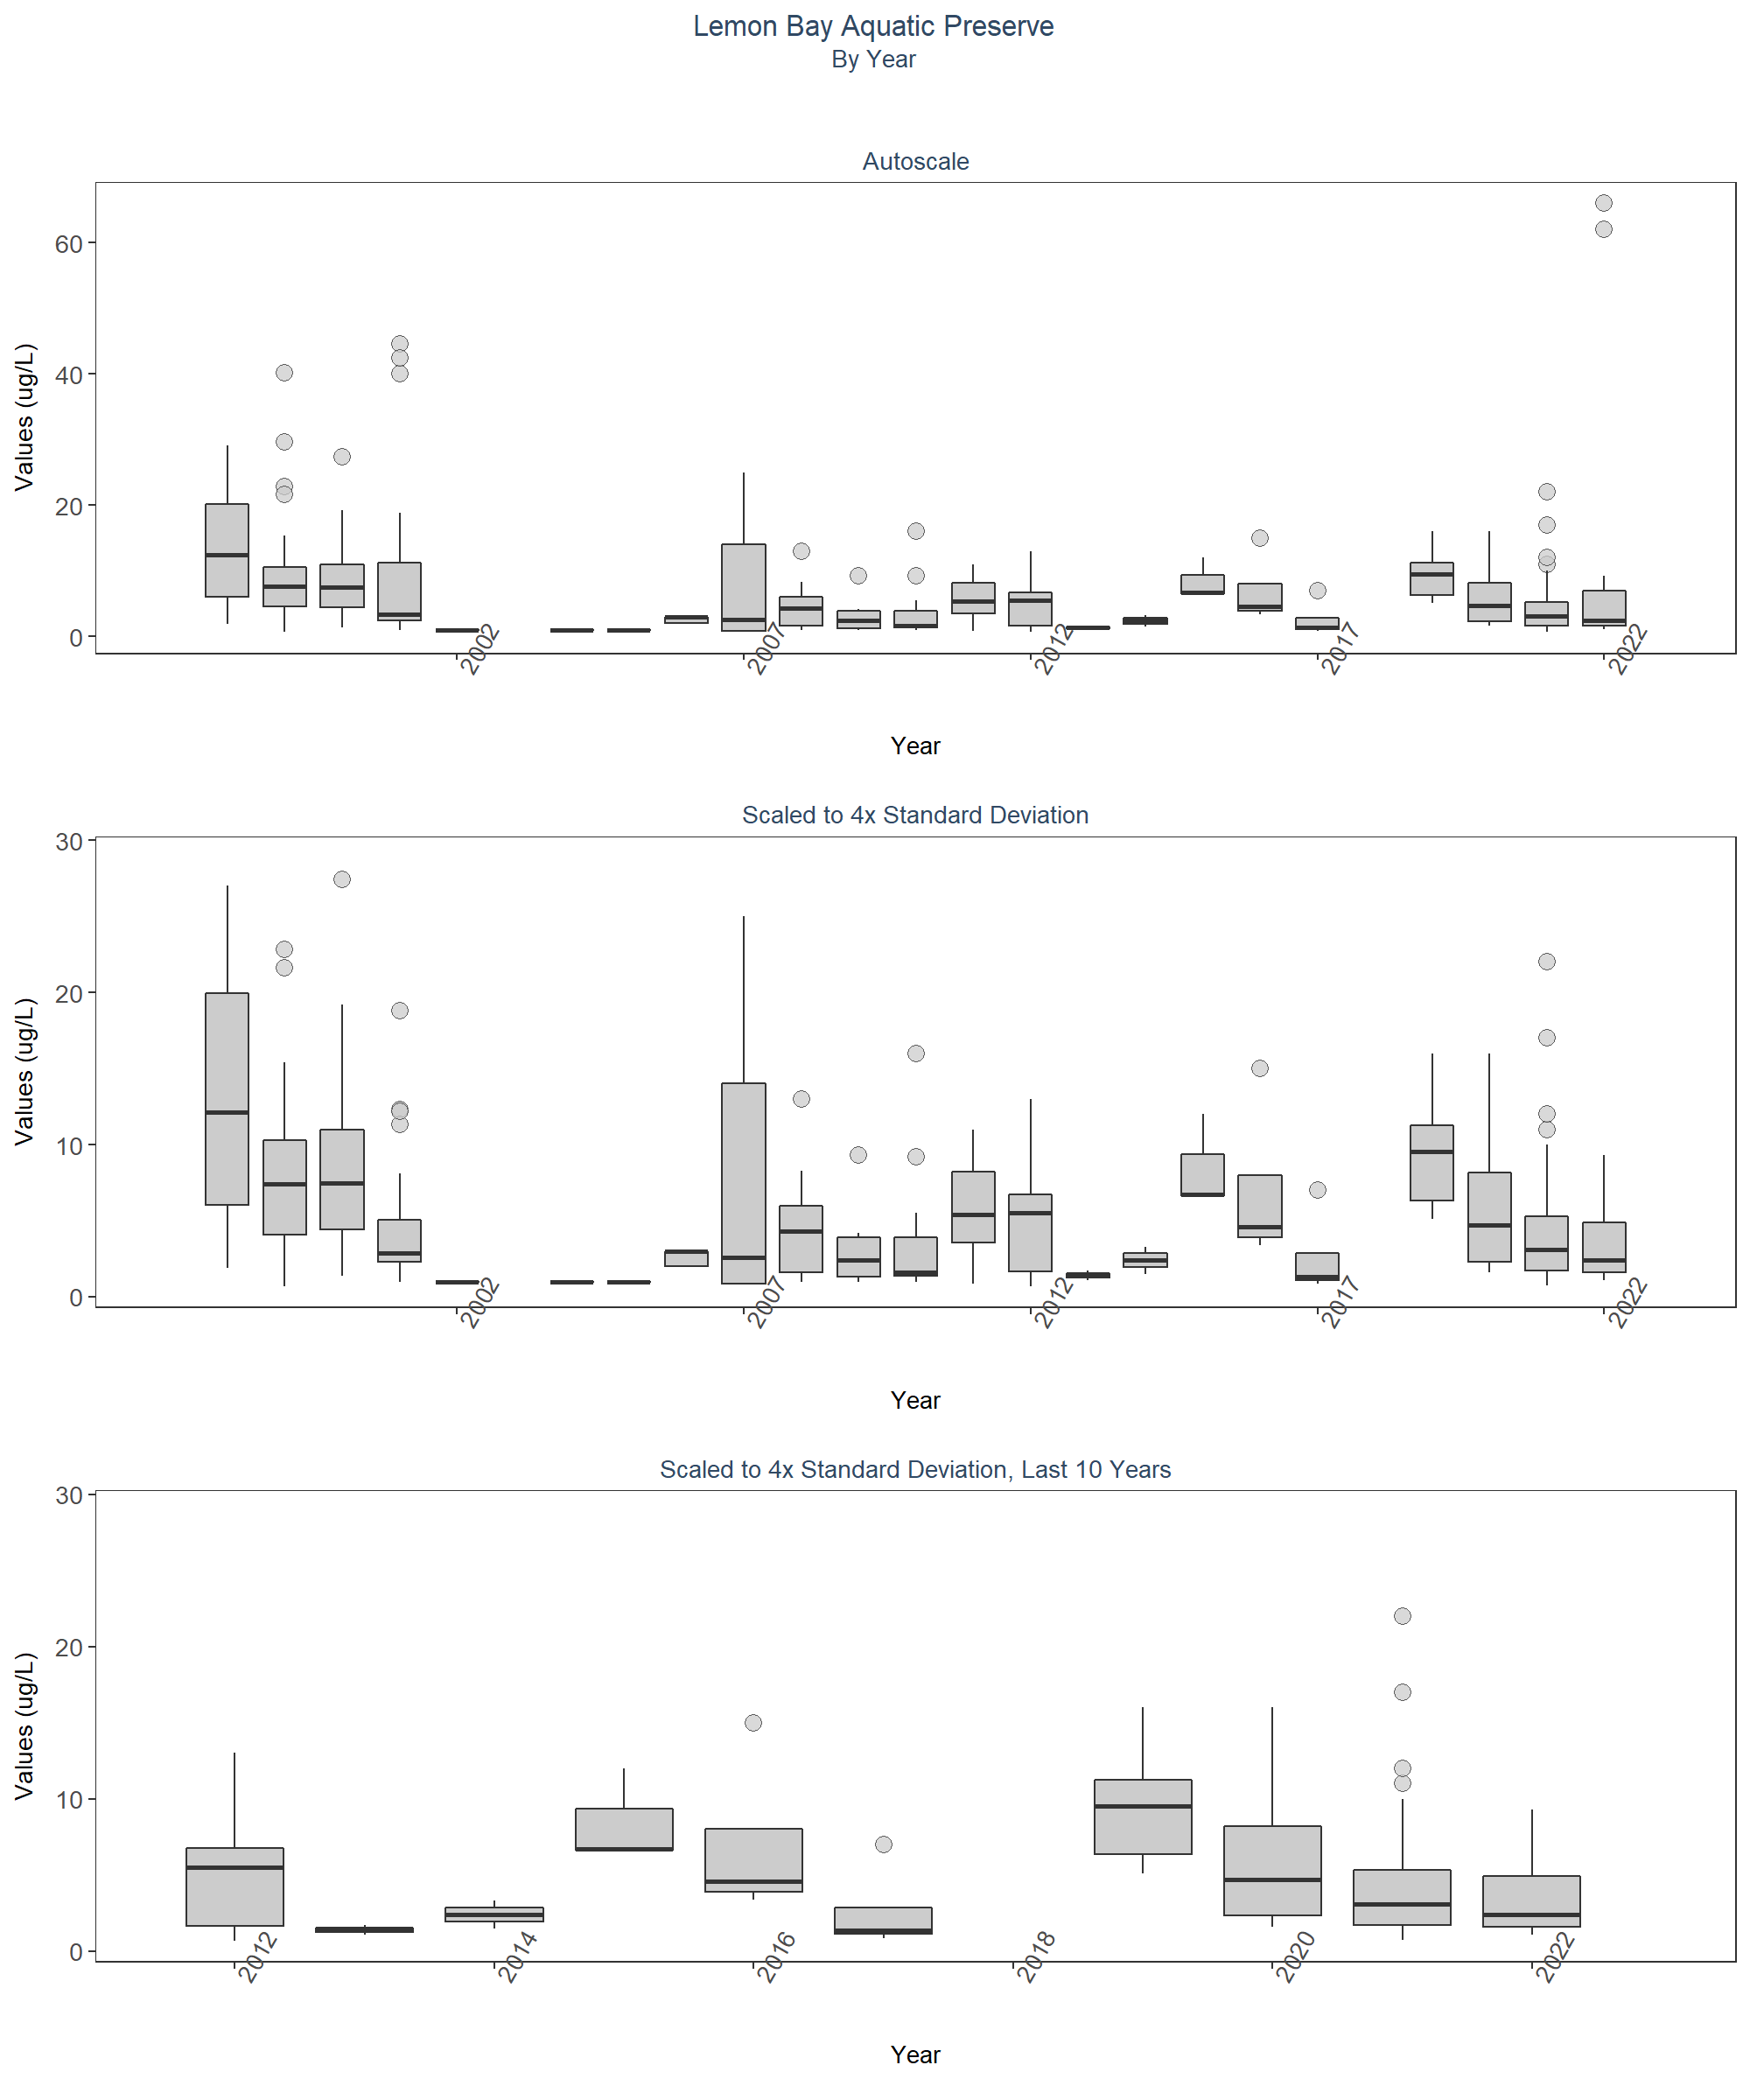 Lemon Bay Aquatic Preserve
By Year
Autoscale
Values (ug/L)
60
40
20
0
2002
2007
2012
2017
2022
Year
Scaled to 4x Standard Deviation
Values (ug/L)
30
20
10
0
2002
2007
2012
2017
2022
Year
Scaled to 4x Standard Deviation, Last 10 Years
Values (ug/L)
30
20
10
0
2012
2014
2016
2018
2020
2022
Year